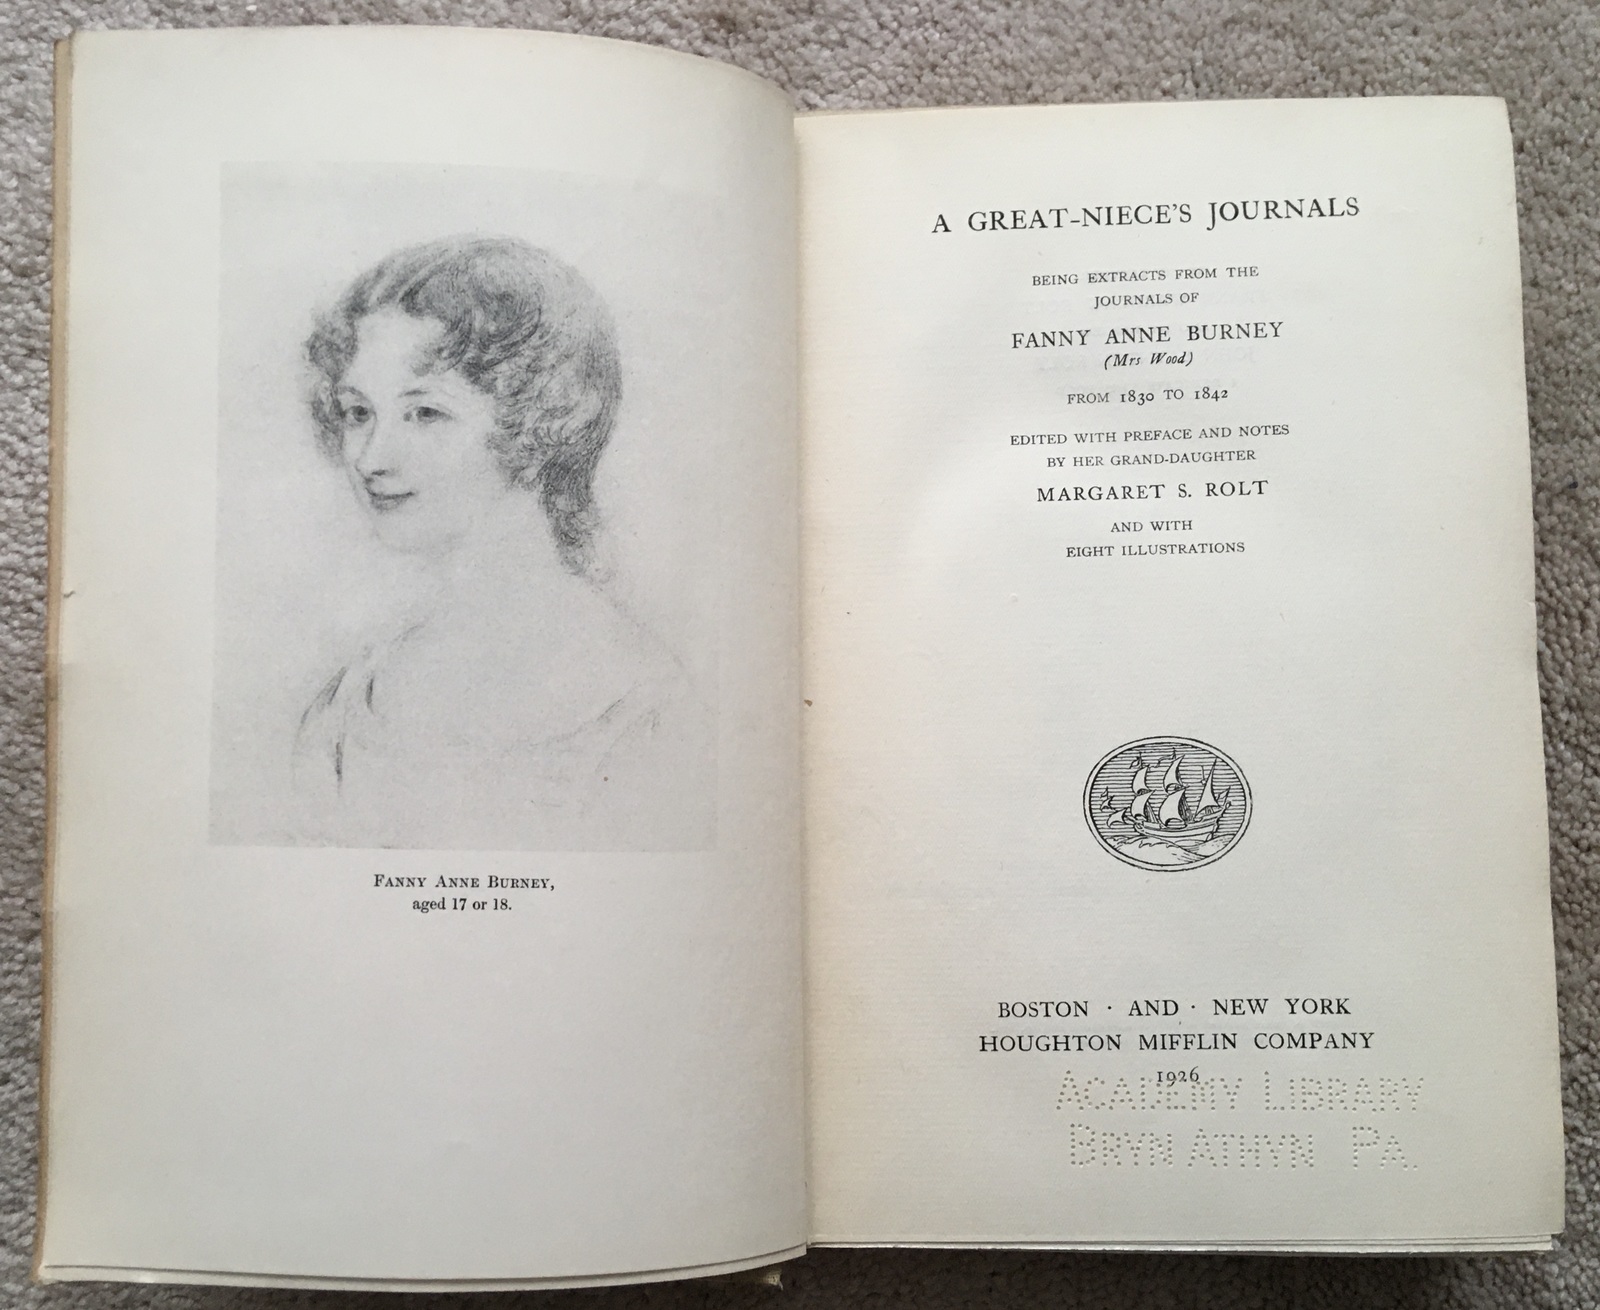 FANNY ANNE BURNEY,
aged 17 or 18.
A GREAT-NIECE'S JOURNALS
BEING EXTRACTS FROM THE
JOURNALS OF
FANNY ANNE BURNEY
(Mrs Wood)
FROM 1830 TO 1842
EDITED WITH PREFACE AND NOTES
BY HER GRAND-DAUGHTER
MARGARET S. ROLT
AND WITH
EIGHT ILLUSTRATIONS
BOSTON · AND · NEW YORK
HOUGHTON MIFFLIN COMPANY
1926
ACADEMY LIBRARY
BRYN ATHYN PA.